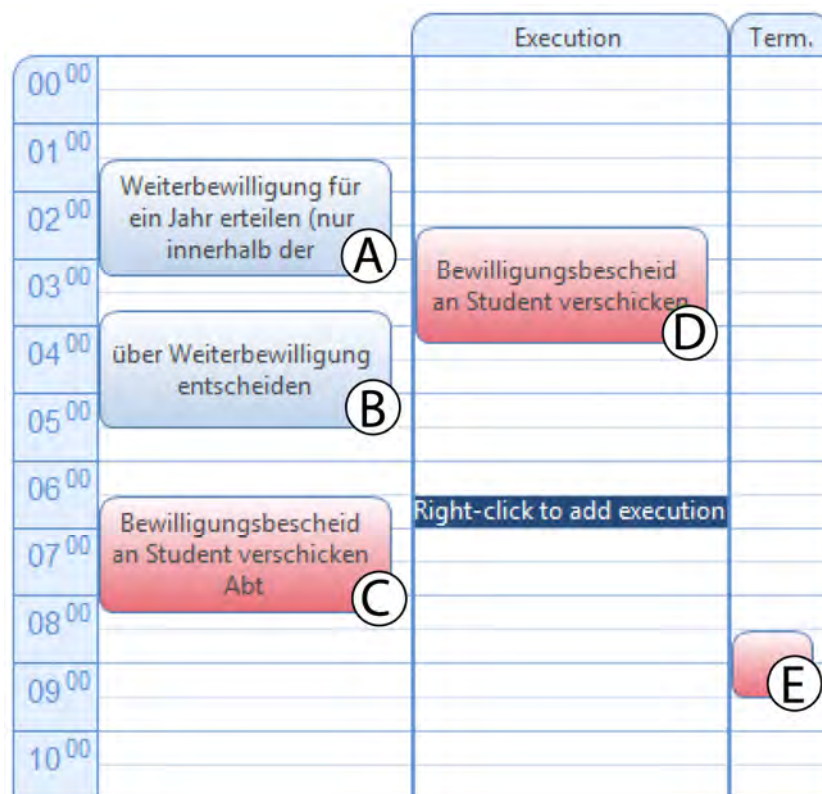 Execution
Term.
00 00
01 00
Weiterbewilligung für
ein Jahr erteilen (nur
innerhalb der
A
02 00
03 00
Bewilligungsbescheid
an Student verschicken
D
04 00
über Weiterbewilligung
entscheiden
B
05 00
06 00
Right-click to add execution
Bewilligungsbescheid
an Student verschicken
Abt
C
07 00
08 00
E
09 00
10 00